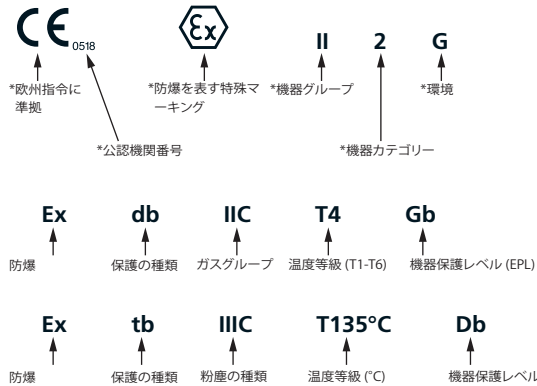 CE 0518 Ex II 2 G
*欧州指令に
準拠
*防爆を表す特殊マ
ーキング
*機器グループ
*環境
*公認機関番号
*機器カテゴリー
Ex db IIC T4 Gb
防爆 保護の種類 ガスグループ 温度等級 (T1-T6) 機器保護レベル (EPL)
Ex tb IIIC T135°C Db
防爆 保護の種類 粉塵の種類 温度等級 (°C) 機器保護レベル